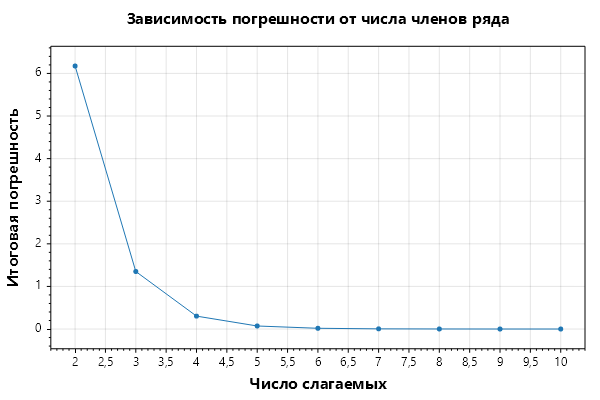 Зависимость погрешности от числа членов ряда
Итоговая погрешность
6
5
4
3
2
1
0
2 2,5 3 3,5 4 4,5 5 5,5 6 6,5 7 7,5 8 8,5 9 9,5 10
Число слагаемых